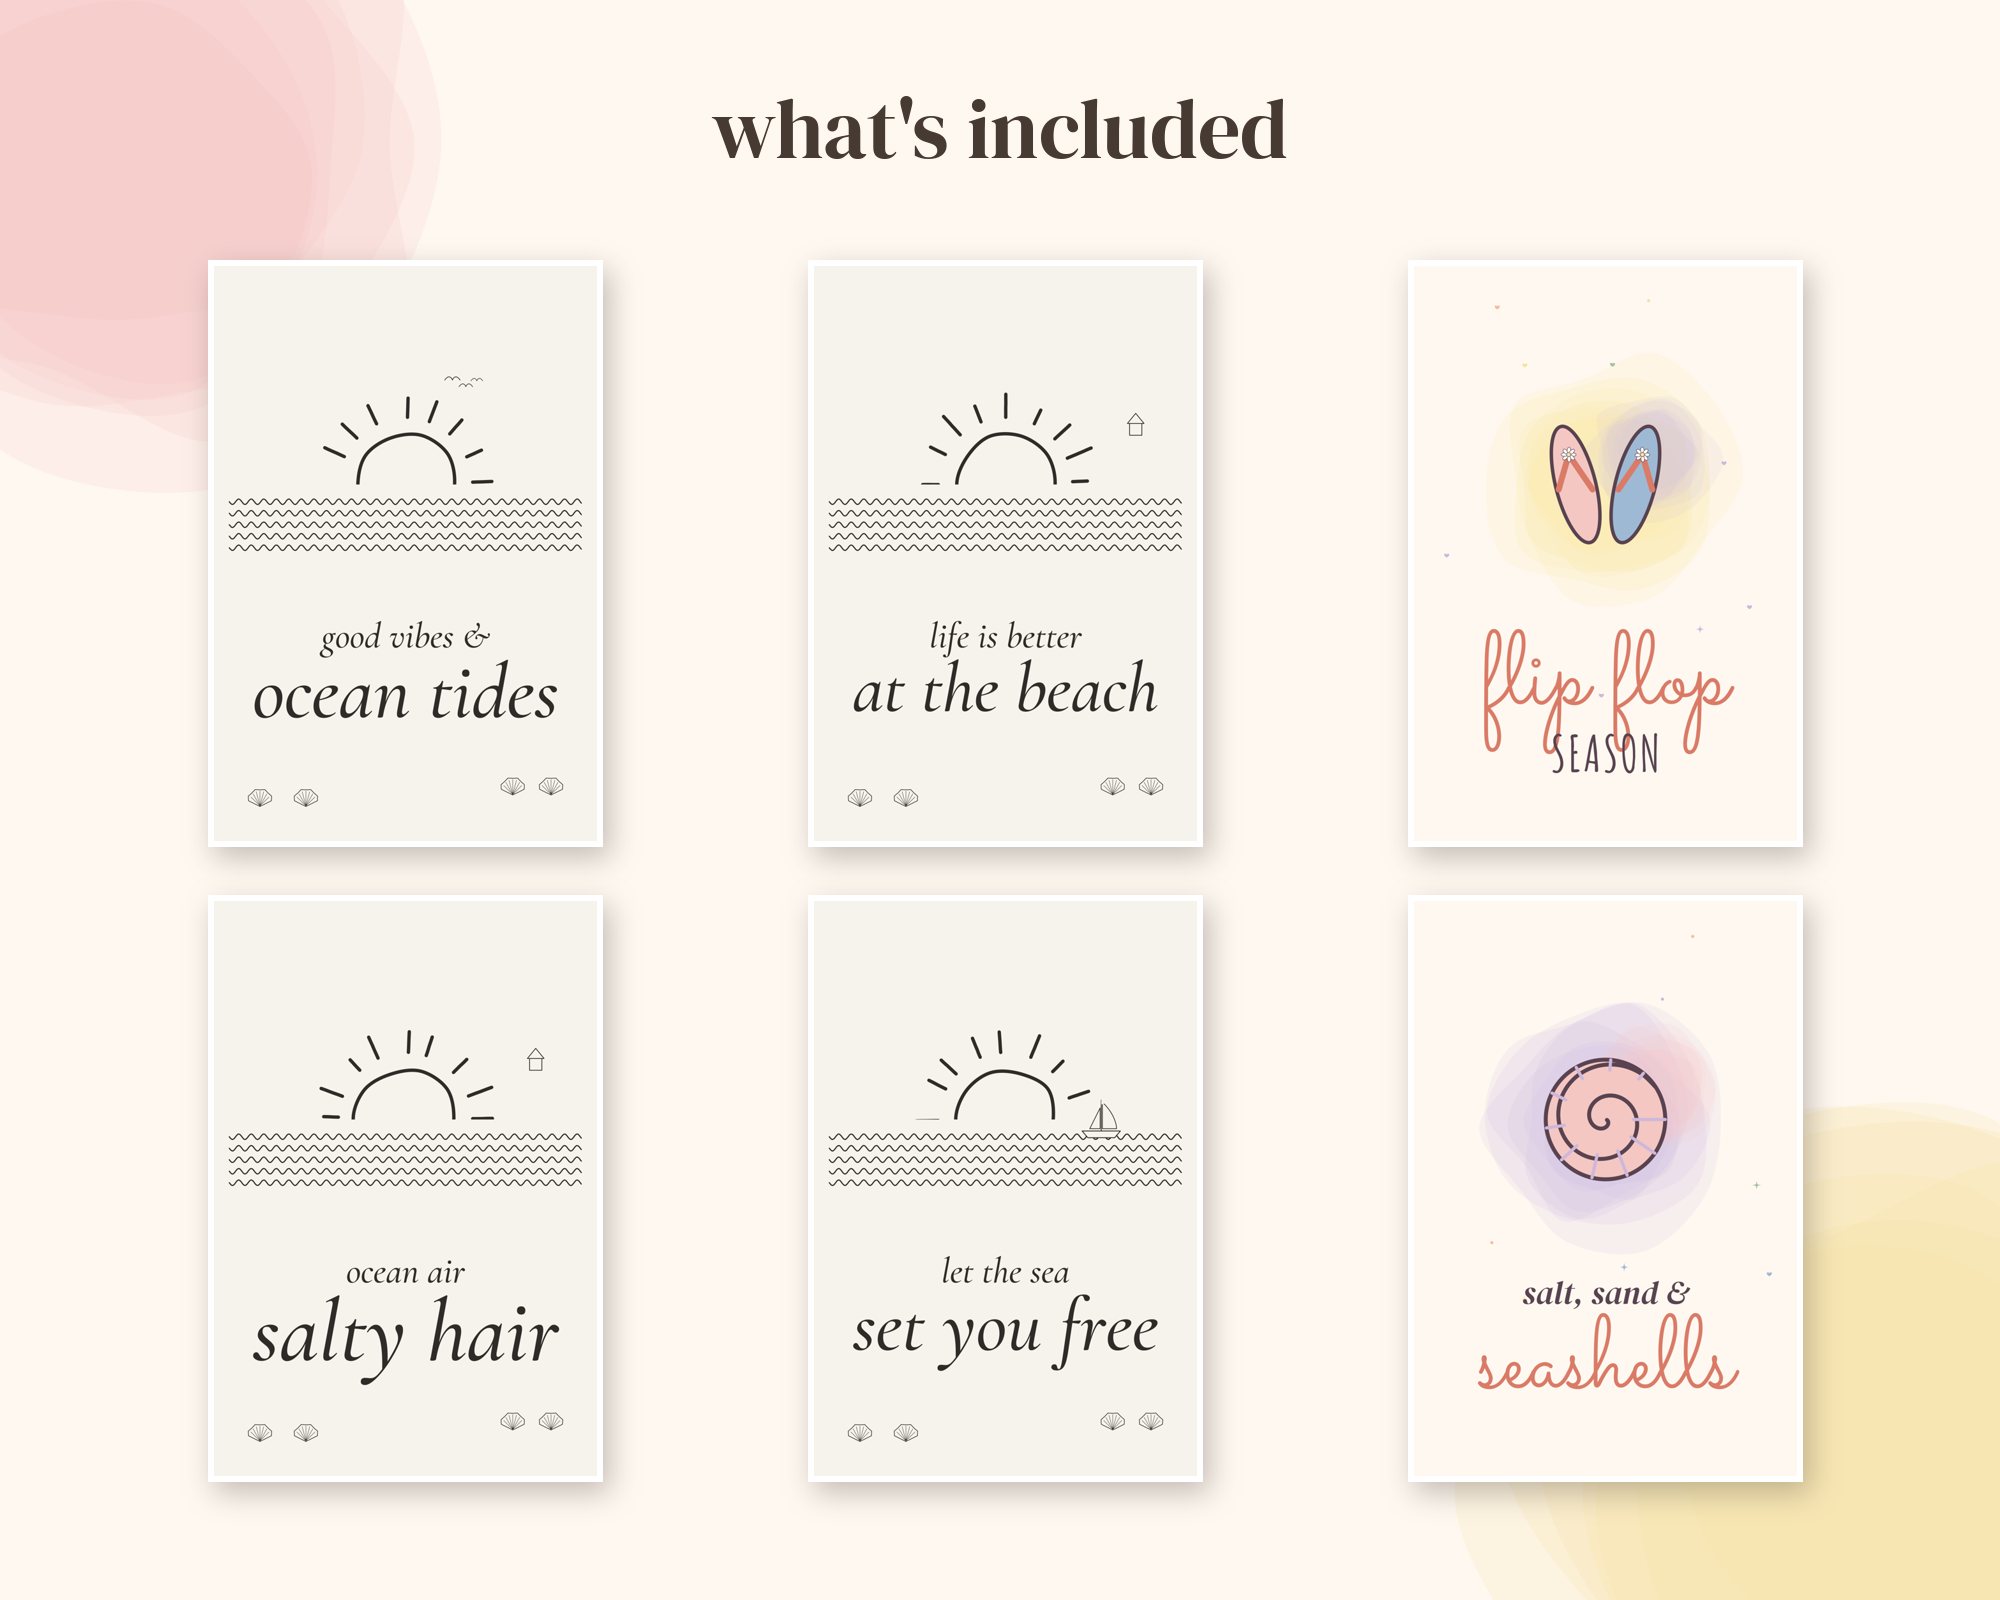 what's included
good vibes &
ocean tides
life is better
at the beach
flip flop
SEASON
ocean air
salty hair
let the sea
set you free
salt, sand &
seashells